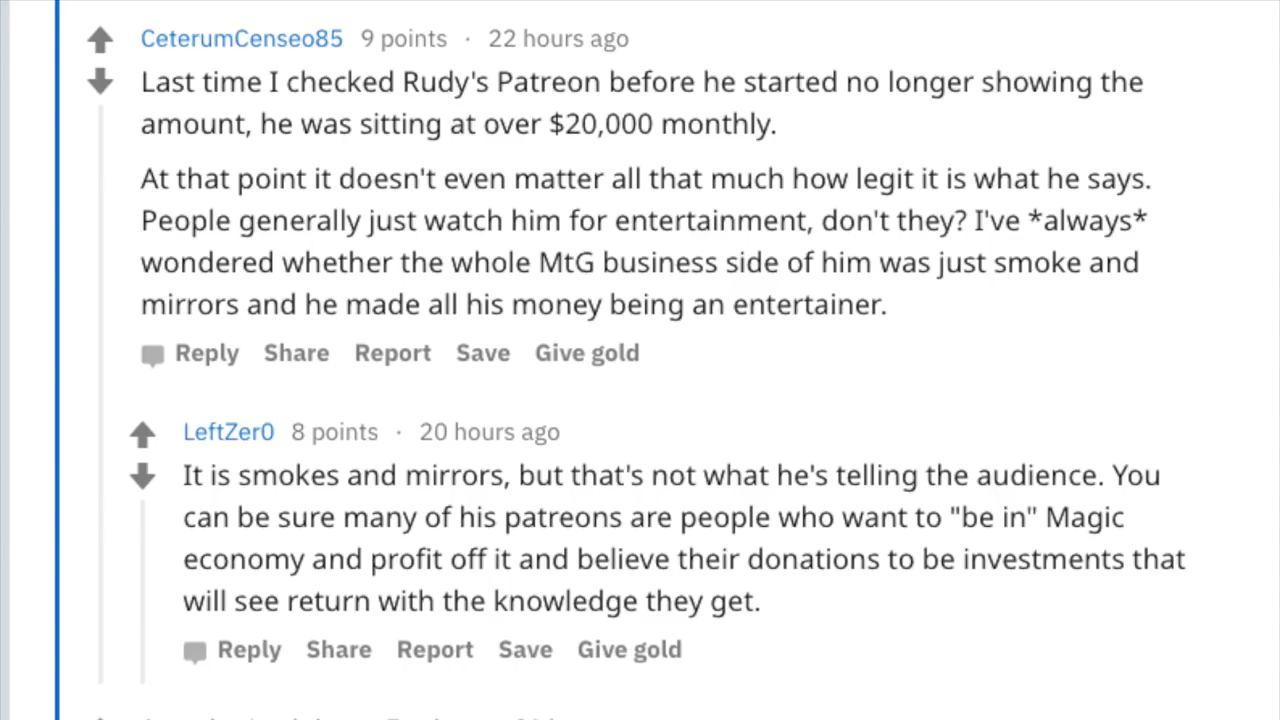 CeterumCenseo85 9 points · 22 hours ago
Last time I checked Rudy's Patreon before he started no longer showing the
amount, he was sitting at over $20,000 monthly.
At that point it doesn't even matter all that much how legit it is what he says.
People generally just watch him for entertainment, don't they? I've *always*
wondered whether the whole MtG business side of him was just smoke and
mirrors and he made all his money being an entertainer.
Reply Share Report Save Give gold
LeftZer0 8 points · 20 hours ago
It is smokes and mirrors, but that's not what he's telling the audience. You
can be sure many of his patreons are people who want to "be in" Magic
economy and profit off it and believe their donations to be investments that
will see return with the knowledge they get.
Reply Share Report Save Give gold